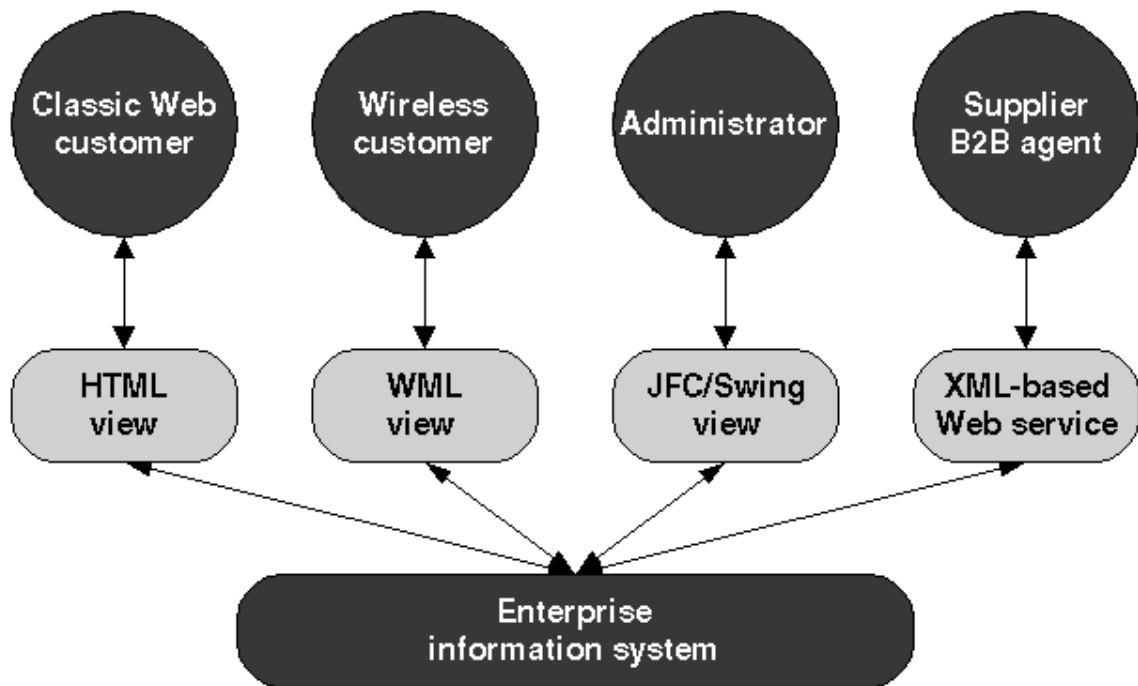 Classic Web
customer
Wireless
customer
Administrator
Supplier
B2B agent
HTML
view
WML
view
JFC/Swing
view
XML-based
Web service
Enterprise
information system